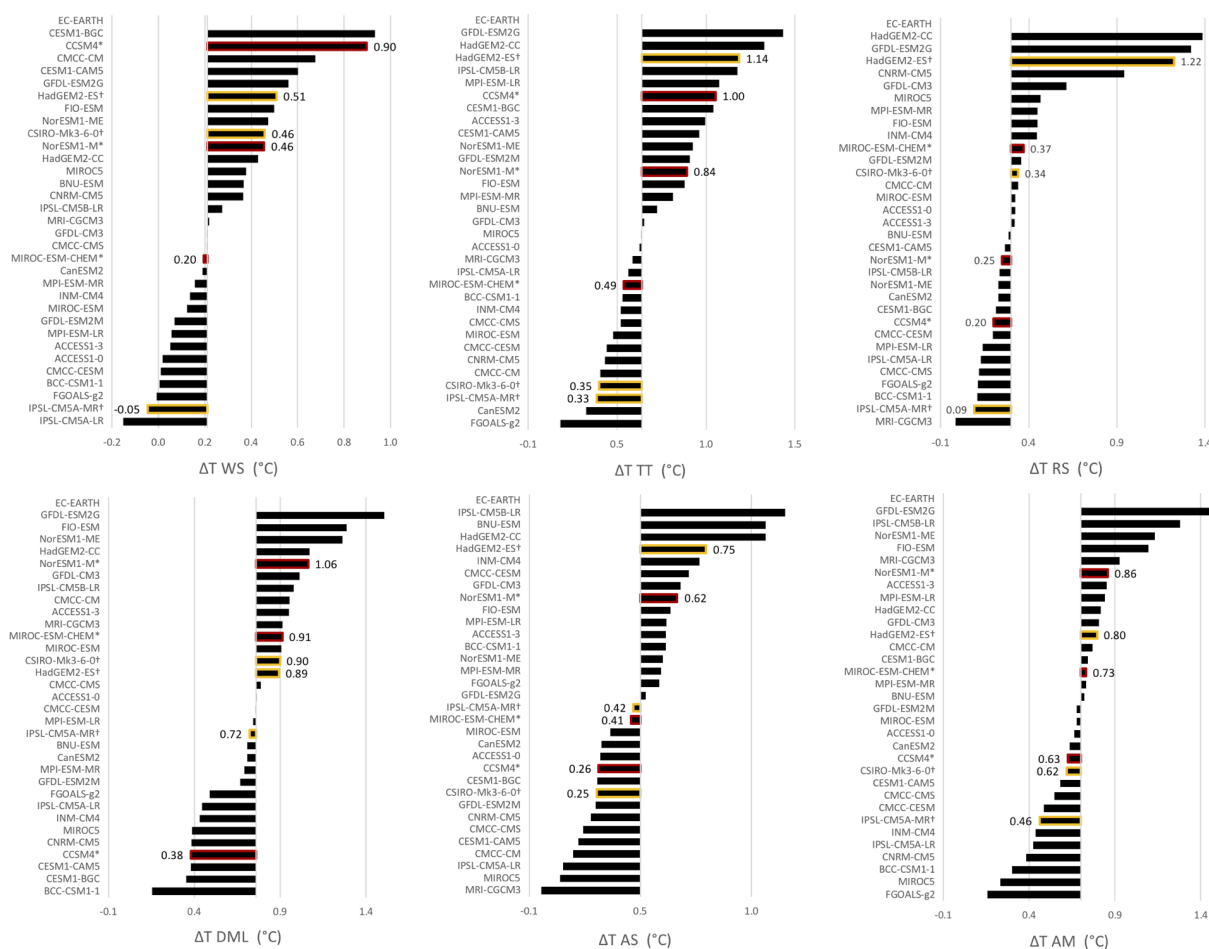 EC-EARTH
CESM1-BGC
CCSM4*
0.90
CMCC-CM
CESM1-CAM5
GFDL-ESM2G
HadGEM2-ES†
0.51
FIO-ESM
NorESM1-ME
CSIRO-Mk3-6-0†
0.46
NorESM1-M*
0.46
HadGEM2-CC
MIROC5
BNU-ESM
CNRM-CM5
IPSL-CM5B-LR
MRI-CGCM3
GFDL-CM3
CMCC-CMS
MIROC-ESM-CHEM*
0.20
CanESM2
MPI-ESM-MR
INM-CM4
MIROC-ESM
GFDL-ESM2M
MPI-ESM-LR
ACCESS1-3
ACCESS1-0
CMCC-CESM
BCC-CSM1-1
FGOALS-g2
IPSL-CM5A-MR†
-0.05
IPSL-CM5A-LR
-0.2 0.0 0.2 0.4 0.6 0.8 1.0
ΔT WS (°C)
EC-EARTH
GFDL-ESM2G
HadGEM2-CC
HadGEM2-ES†
1.14
IPSL-CM5B-LR
MPI-ESM-LR
CCSM4*
1.00
CESM1-BGC
ACCESS1-3
CESM1-CAM5
NorESM1-ME
GFDL-ESM2M
NorESM1-M*
0.84
FIO-ESM
MPI-ESM-MR
BNU-ESM
GFDL-CM3
MIROC5
ACCESS1-0
MRI-CGCM3
IPSL-CM5A-LR
MIROC-ESM-CHEM*
0.49
BCC-CSM1-1
INM-CM4
CMCC-CMS
MIROC-ESM
CMCC-CESM
CNRM-CM5
CMCC-CM
CSIRO-Mk3-6-0†
0.35
IPSL-CM5A-MR†
0.33
CanESM2
FGOALS-g2
-0.1 0.5 1.0 1.5
ΔT TT (°C)
EC-EARTH
HadGEM2-CC
GFDL-ESM2G
HadGEM2-ES†
1.22
CNRM-CM5
GFDL-CM3
MIROC5
MPI-ESM-MR
FIO-ESM
INM-CM4
MIROC-ESM-CHEM*
0.37
GFDL-ESM2M
CSIRO-Mk3-6-0†
0.34
CMCC-CM
MIROC-ESM
ACCESS1-0
ACCESS1-3
BNU-ESM
CESM1-CAM5
NorESM1-M*
0.25
IPSL-CM5B-LR
NorESM1-ME
CanESM2
CESM1-BGC
CCSM4*
0.20
CMCC-CESM
MPI-ESM-LR
IPSL-CM5A-LR
CMCC-CMS
FGOALS-g2
BCC-CSM1-1
IPSL-CM5A-MR†
0.09
MRI-CGCM3
-0.1 0.4 0.9 1.4
ΔT RS (°C)
EC-EARTH
GFDL-ESM2G
FIO-ESM
NorESM1-ME
HadGEM2-CC
NorESM1-M*
1.06
GFDL-CM3
IPSL-CM5B-LR
CMCC-CM
ACCESS1-3
MRI-CGCM3
MIROC-ESM-CHEM*
0.91
MIROC-ESM
CSIRO-Mk3-6-0†
0.90
HadGEM2-ES†
0.89
CMCC-CMS
ACCESS1-0
CMCC-CESM
MPI-ESM-LR
IPSL-CM5A-MR†
0.72
BNU-ESM
CanESM2
MPI-ESM-MR
GFDL-ESM2M
FGOALS-g2
IPSL-CM5A-LR
INM-CM4
MIROC5
CNRM-CM5
CCSM4*
0.38
CESM1-CAM5
CESM1-BGC
BCC-CSM1-1
-0.1 0.4 0.9 1.4
ΔT DML (°C)
EC-EARTH
IPSL-CM5B-LR
BNU-ESM
HadGEM2-CC
HadGEM2-ES†
0.75
INM-CM4
CMCC-CESM
GFDL-CM3
NorESM1-M*
0.62
FIO-ESM
MPI-ESM-LR
ACCESS1-3
BCC-CSM1-1
NorESM1-ME
MPI-ESM-MR
FGOALS-g2
GFDL-ESM2G
IPSL-CM5A-MR†
0.42
MIROC-ESM-CHEM*
0.41
MIROC-ESM
CanESM2
ACCESS1-0
CCSM4*
0.26
CESM1-BGC
CSIRO-Mk3-6-0†
0.25
GFDL-ESM2M
CNRM-CM5
CMCC-CMS
CESM1-CAM5
CMCC-CM
IPSL-CM5A-LR
MIROC5
MRI-CGCM3
-0.1 0.5 1.0
ΔT AS (°C)
EC-EARTH
GFDL-ESM2G
IPSL-CM5B-LR
NorESM1-ME
FIO-ESM
MRI-CGCM3
NorESM1-M*
0.86
ACCESS1-3
MPI-ESM-LR
HadGEM2-CC
GFDL-CM3
HadGEM2-ES†
0.80
CMCC-CM
CESM1-BGC
MIROC-ESM-CHEM*
0.73
MPI-ESM-MR
BNU-ESM
GFDL-ESM2M
MIROC-ESM
ACCESS1-0
CanESM2
CCSM4*
0.63
CSIRO-Mk3-6-0†
0.62
CESM1-CAM5
CMCC-CMS
CMCC-CESM
IPSL-CM5A-MR†
0.46
INM-CM4
IPSL-CM5A-LR
CNRM-CM5
BCC-CSM1-1
MIROC5
FGOALS-g2
-0.1 0.4 0.9 1.4
ΔT AM (°C)